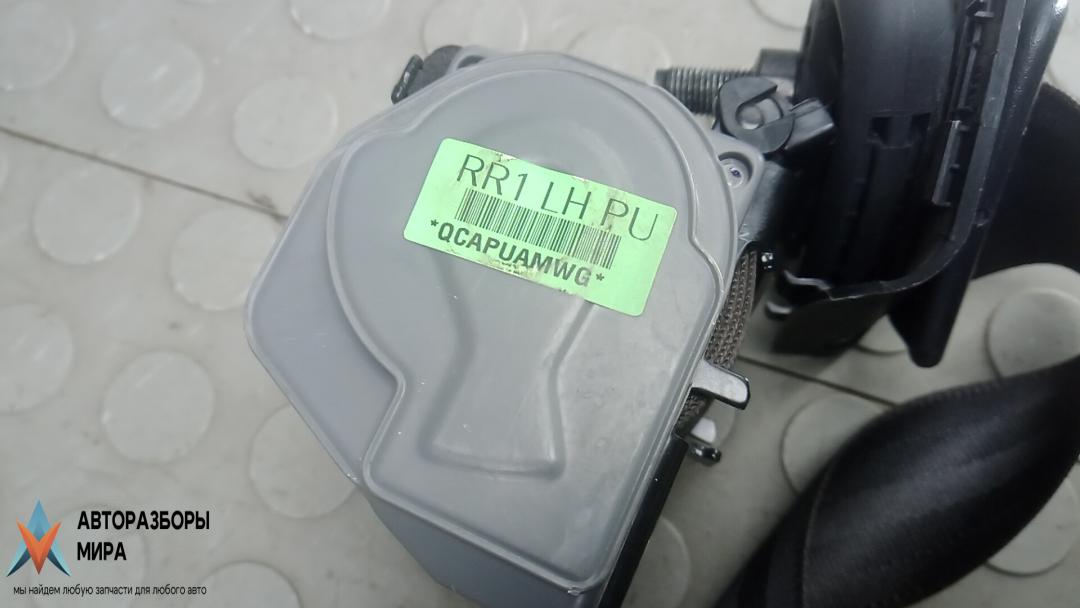 RR1 LH PU
*QCAPUAMWG*
АВТОРАЗБОРЫ
МИРА
мы найдем любую запчасти для любого авто